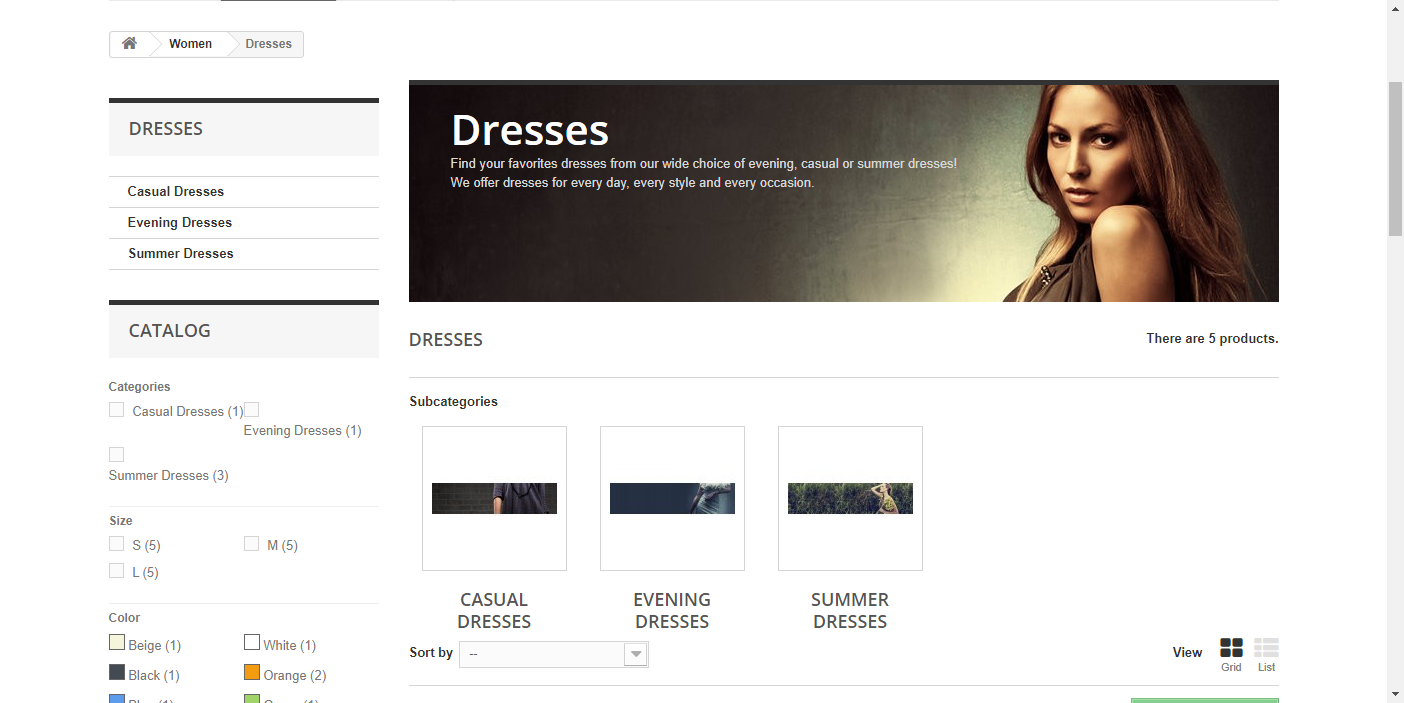 Women
Dresses
DRESSES
Casual Dresses
Evening Dresses
Summer Dresses
CATALOG
Categories
Casual Dresses (1)
Evening Dresses (1)
Summer Dresses (3)
Size
S (5)
M (5)
L (5)
Color
Beige (1)
White (1)
Black (1)
Orange (2)
Dresses
Find your favorites dresses from our wide choice of evening, casual or summer dresses!
We offer dresses for every day, every style and every occasion.
DRESSES
There are 5 products.
Subcategories
CASUAL
DRESSES
EVENING
DRESSES
SUMMER
DRESSES
Sort by
--
View
Grid
List